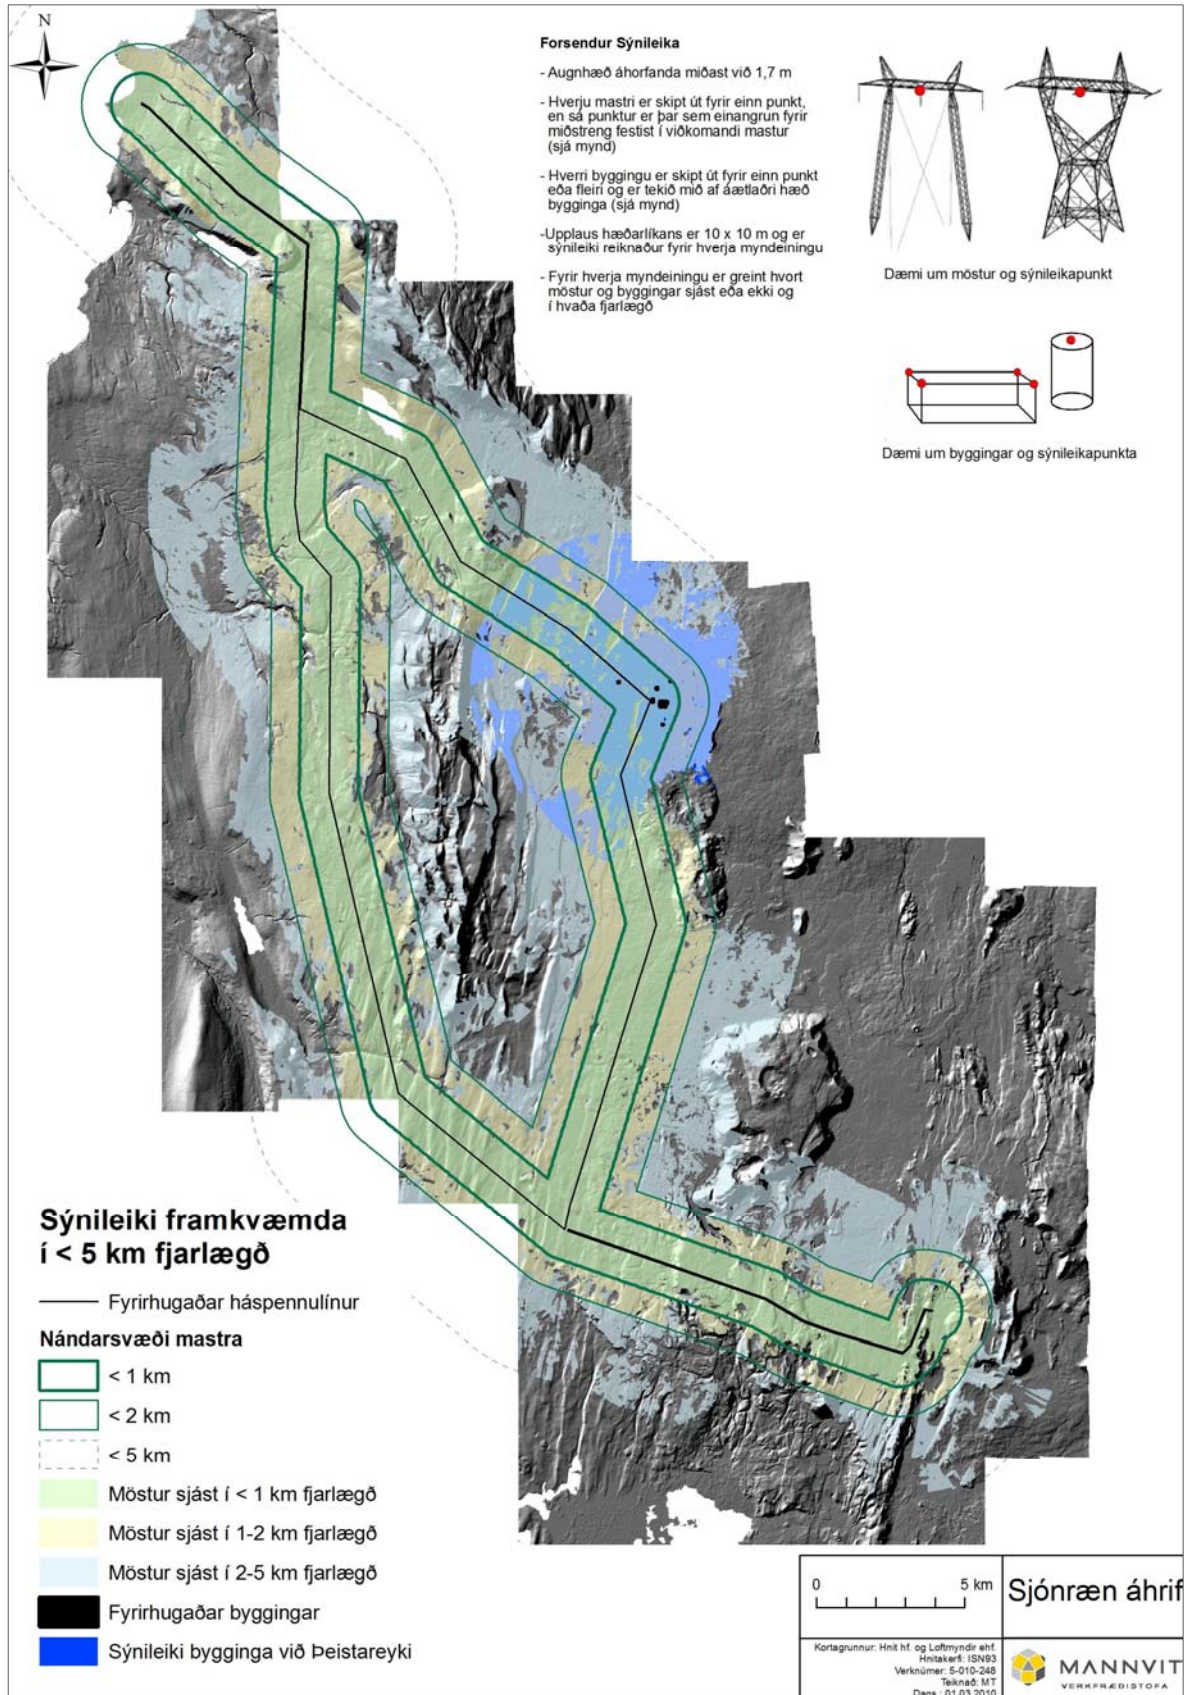 N
Forsendur Sýnileika
- Augnhæð áhorfanda miðast við 1,7 m
- Hverju mastri er skipt út fyrir einn punkt,
en sá punktur er þar sem einangrun fyrir
miðstreng festist í viðkomandi mastur
(sjá mynd)
- Hverri byggingu er skipt út fyrir einn punkt
eða fleiri og er tekið mið af áætlaðri hæð
bygginga (sjá mynd)
-Upplaus hæðarlíkans er 10 x 10 m og er
sýnileiki reiknaður fyrir hverja myndeiningu
- Fyrir hverja myndeiningu er greint hvort
möstur og byggingar sjást eða ekki og
í hvaða fjarlægð
Dæmi um möstur og sýnileikapunkt
Dæmi um byggingar og sýnileikapunkta
Sýnileiki framkvæmda
í < 5 km fjarlægð
Fyrirhugaðar háspennulínur
Nándarsvæði mastra
< 1 km
< 2 km
< 5 km
Möstur sjást í < 1 km fjarlægð
Möstur sjást í 1-2 km fjarlægð
Möstur sjást í 2-5 km fjarlægð
Fyrirhugaðar byggingar
Sýnileiki bygginga við Þeistareyki
0 5 km
Sjónræn áhrif
Kortagrunnur: Hnit hf. og Loftmyndir ehf.
Hnitakerfi: ISN93
Verknúmer: 5-010-248
Teiknað: MT
Dags.: 01.03.2010
MANNVIT
VERKFRÆÐISTOFA